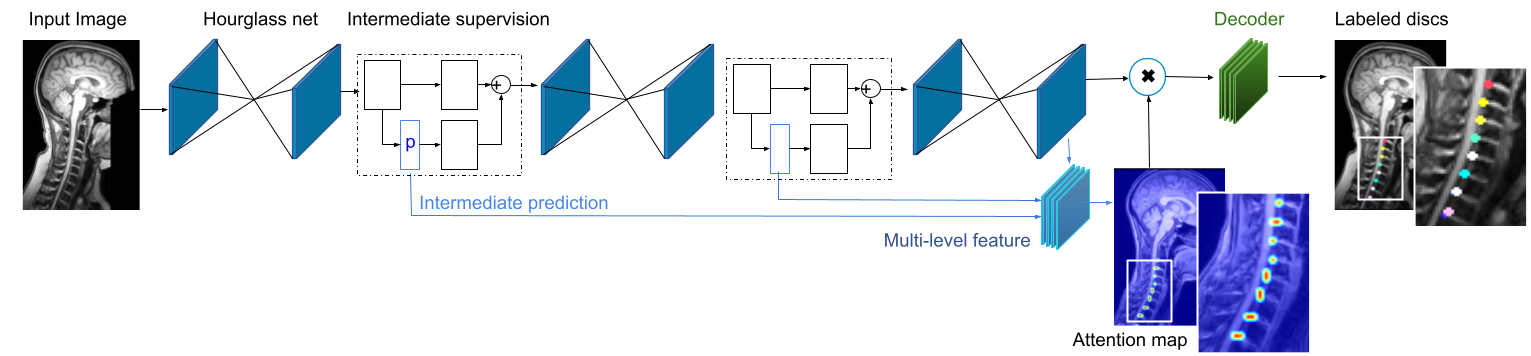 Input Image
Hourglass net
Intermediate supervision
Decoder
Labeled discs
p
Intermediate prediction
Multi-level feature
Attention map